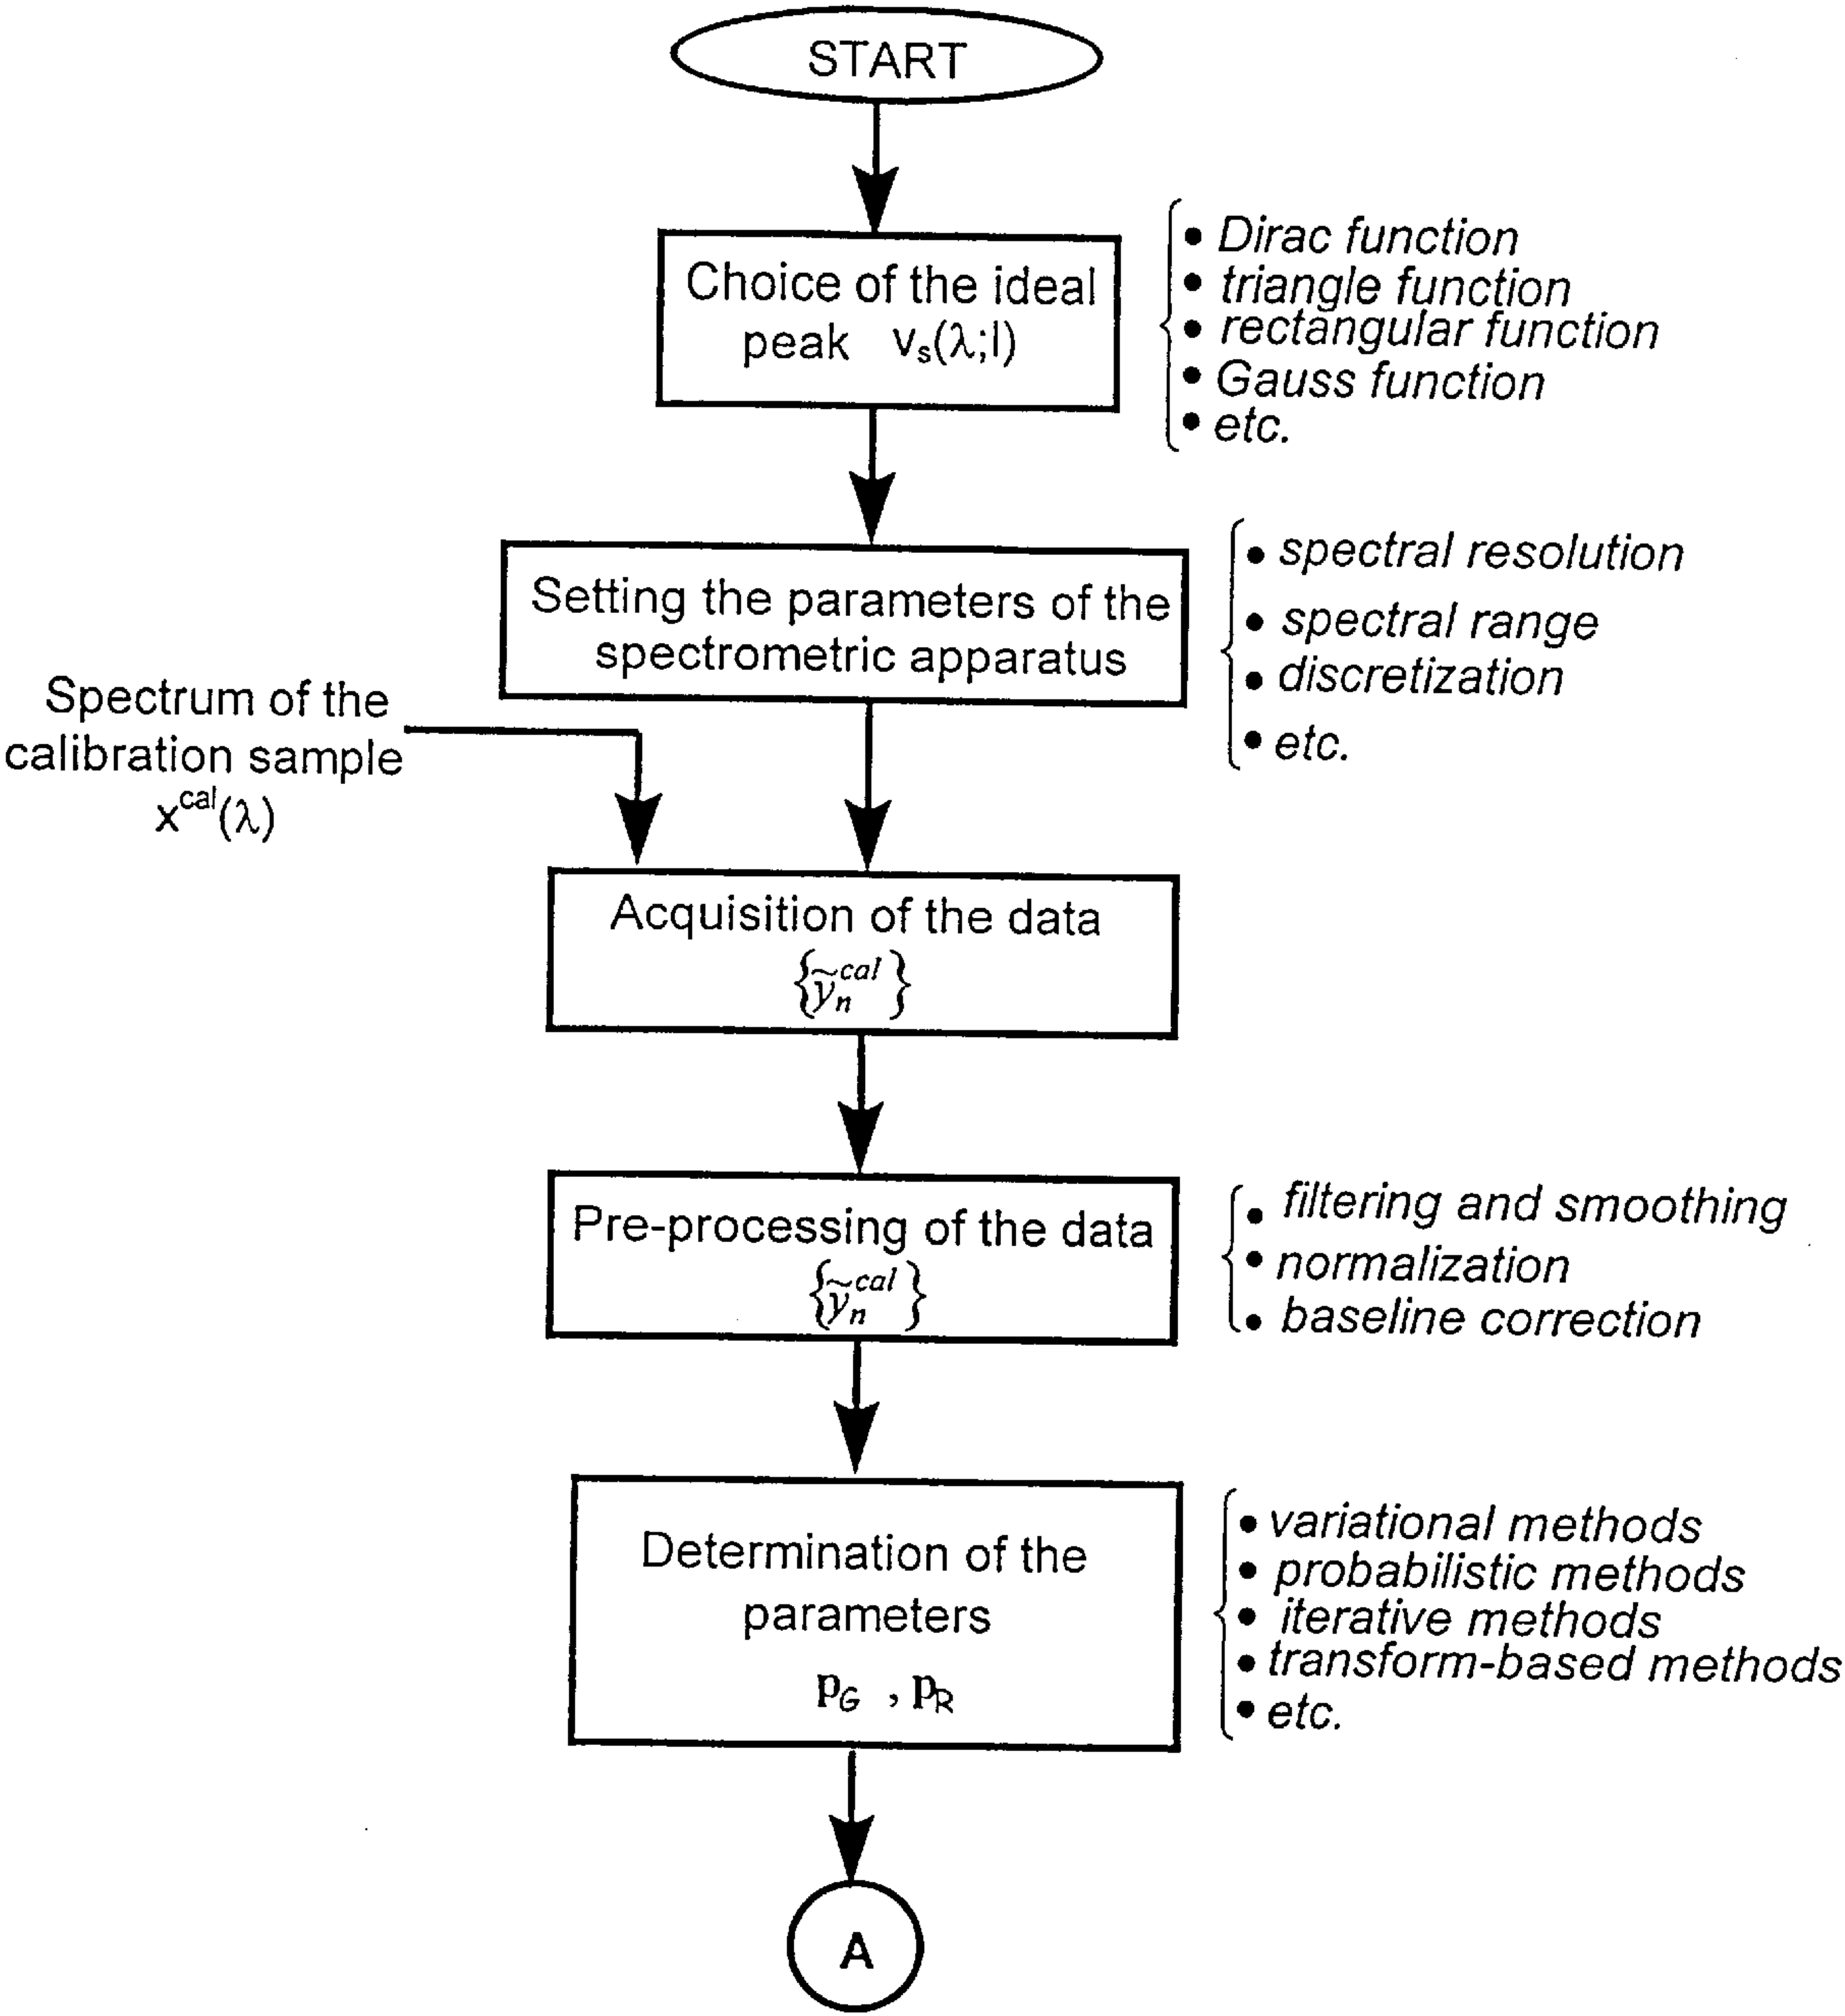 START
Choice of the ideal
peak vₛ(λ;l)
• Dirac function
• triangle function
• rectangular function
• Gauss function
• etc.
Setting the parameters of the
spectrometric apparatus
• spectral resolution
• spectral range
• discretization
• etc.
Spectrum of the
calibration sample
x^cal(λ)
Acquisition of the data
{ỹₙ^cal}
Pre-processing of the data
{ỹₙ^cal}
• filtering and smoothing
• normalization
• baseline correction
Determination of the
parameters
p_G , p_R
• variational methods
• probabilistic methods
• iterative methods
• transform-based methods
• etc.
A